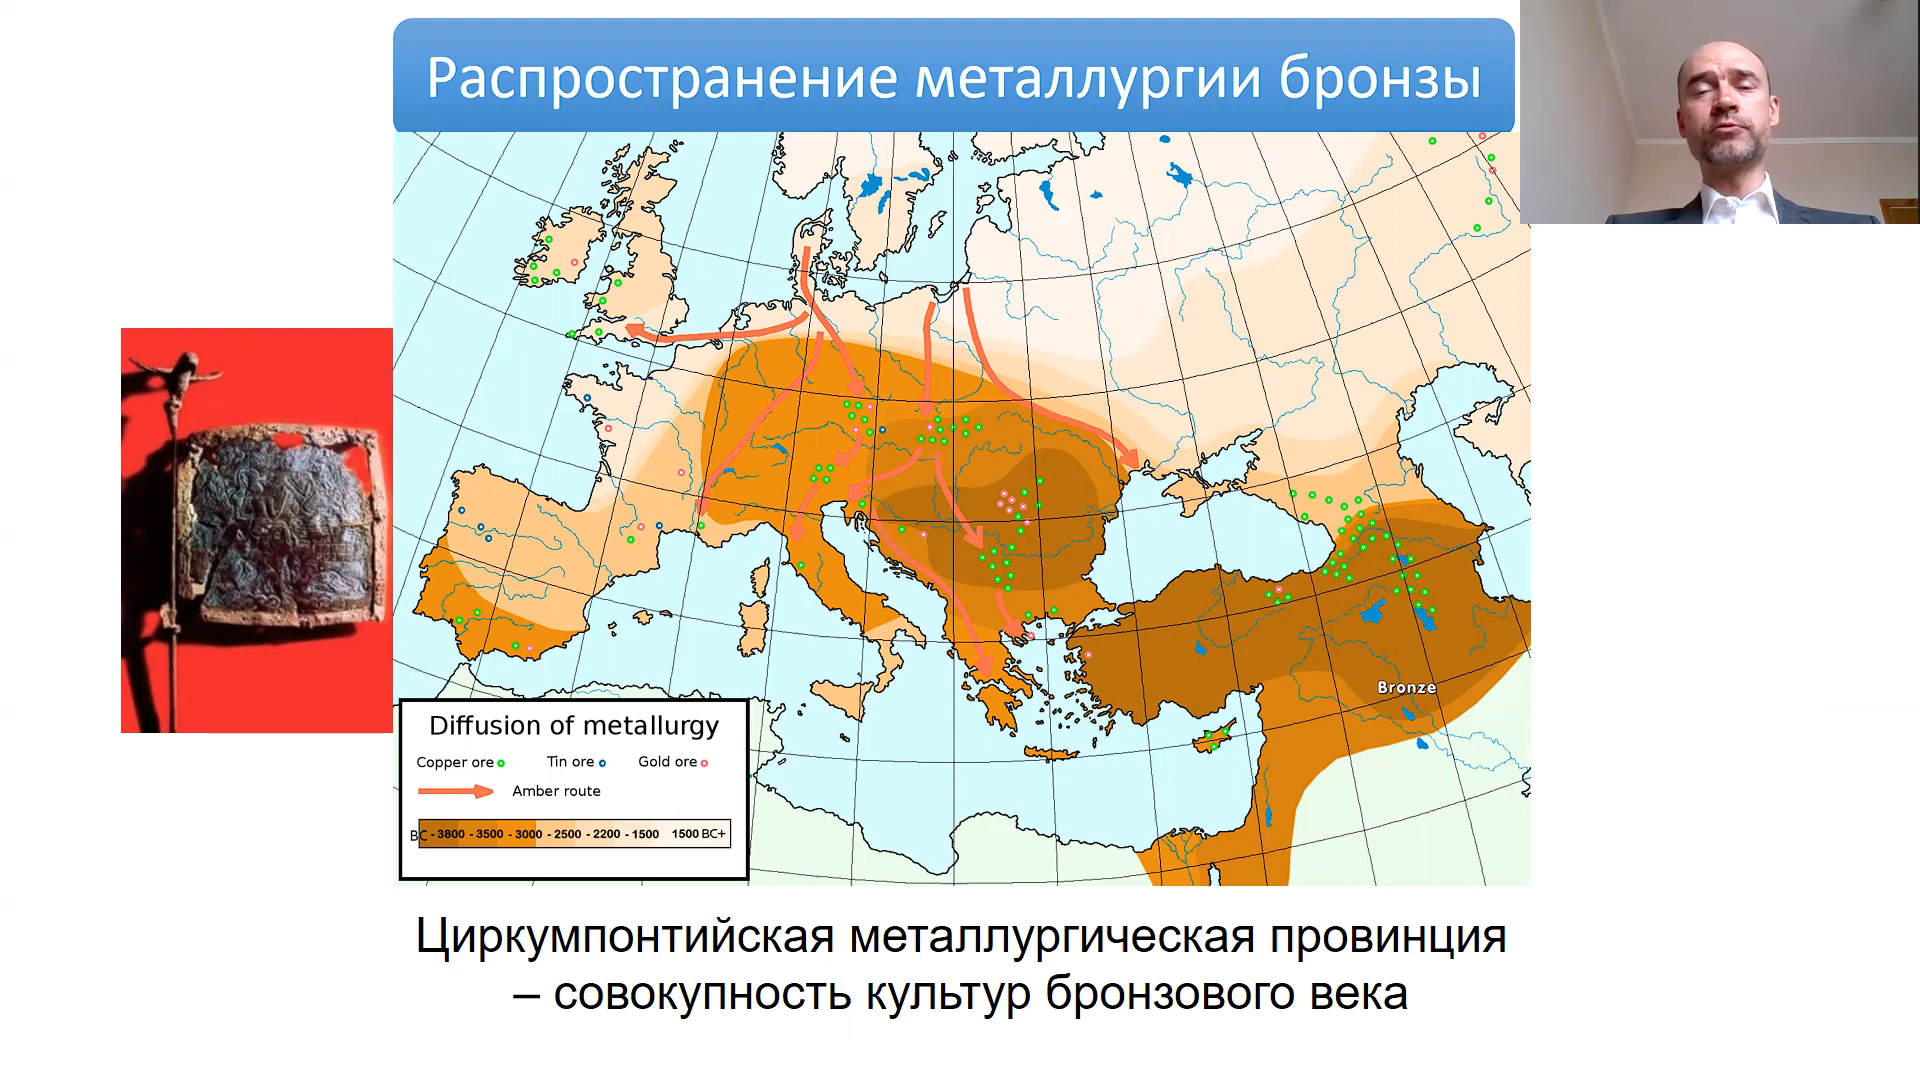 Распространение металлургии бронзы
Bronze
Diffusion of metallurgy
Copper ore Tin ore Gold ore
Amber route
BC - 3800 - 3500 - 3000 - 2500 - 2200 - 1500 1500 BC+
Циркумпонтийская металлургическая провинция
– совокупность культур бронзового века